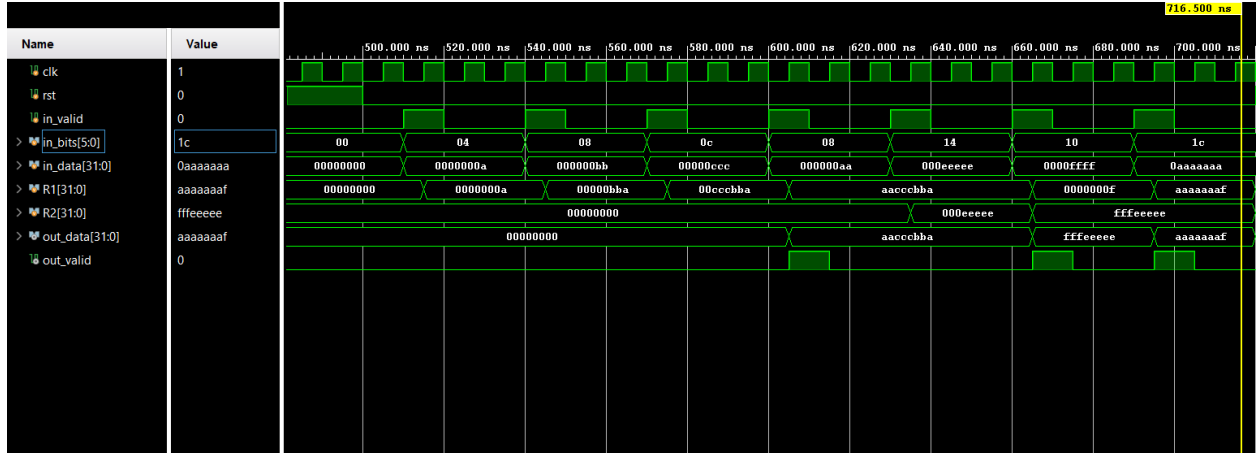 716.500 ns
Name Value 500.000 ns 520.000 ns 540.000 ns 560.000 ns 580.000 ns 600.000 ns 620.000 ns 640.000 ns 660.000 ns 680.000 ns 700.000 ns
clk 1
rst 0
in_valid 0
in_bits[5:0] 1c 00 04 08 0c 08 14 10 1c
in_data[31:0] 0aaaaaaa 00000000 0000000a 000000bb 00000ccc 000000aa 000eeeee 0000ffff 0aaaaaaa
R1[31:0] aaaaaaaf 00000000 0000000a 00000bba 00cccbba aacccbba 0000000f aaaaaaaf
R2[31:0] fffeeeee 00000000 000eeeee fffeeeee
out_data[31:0] aaaaaaaf 00000000 aacccbba fffeeeee aaaaaaaf
out_valid 0